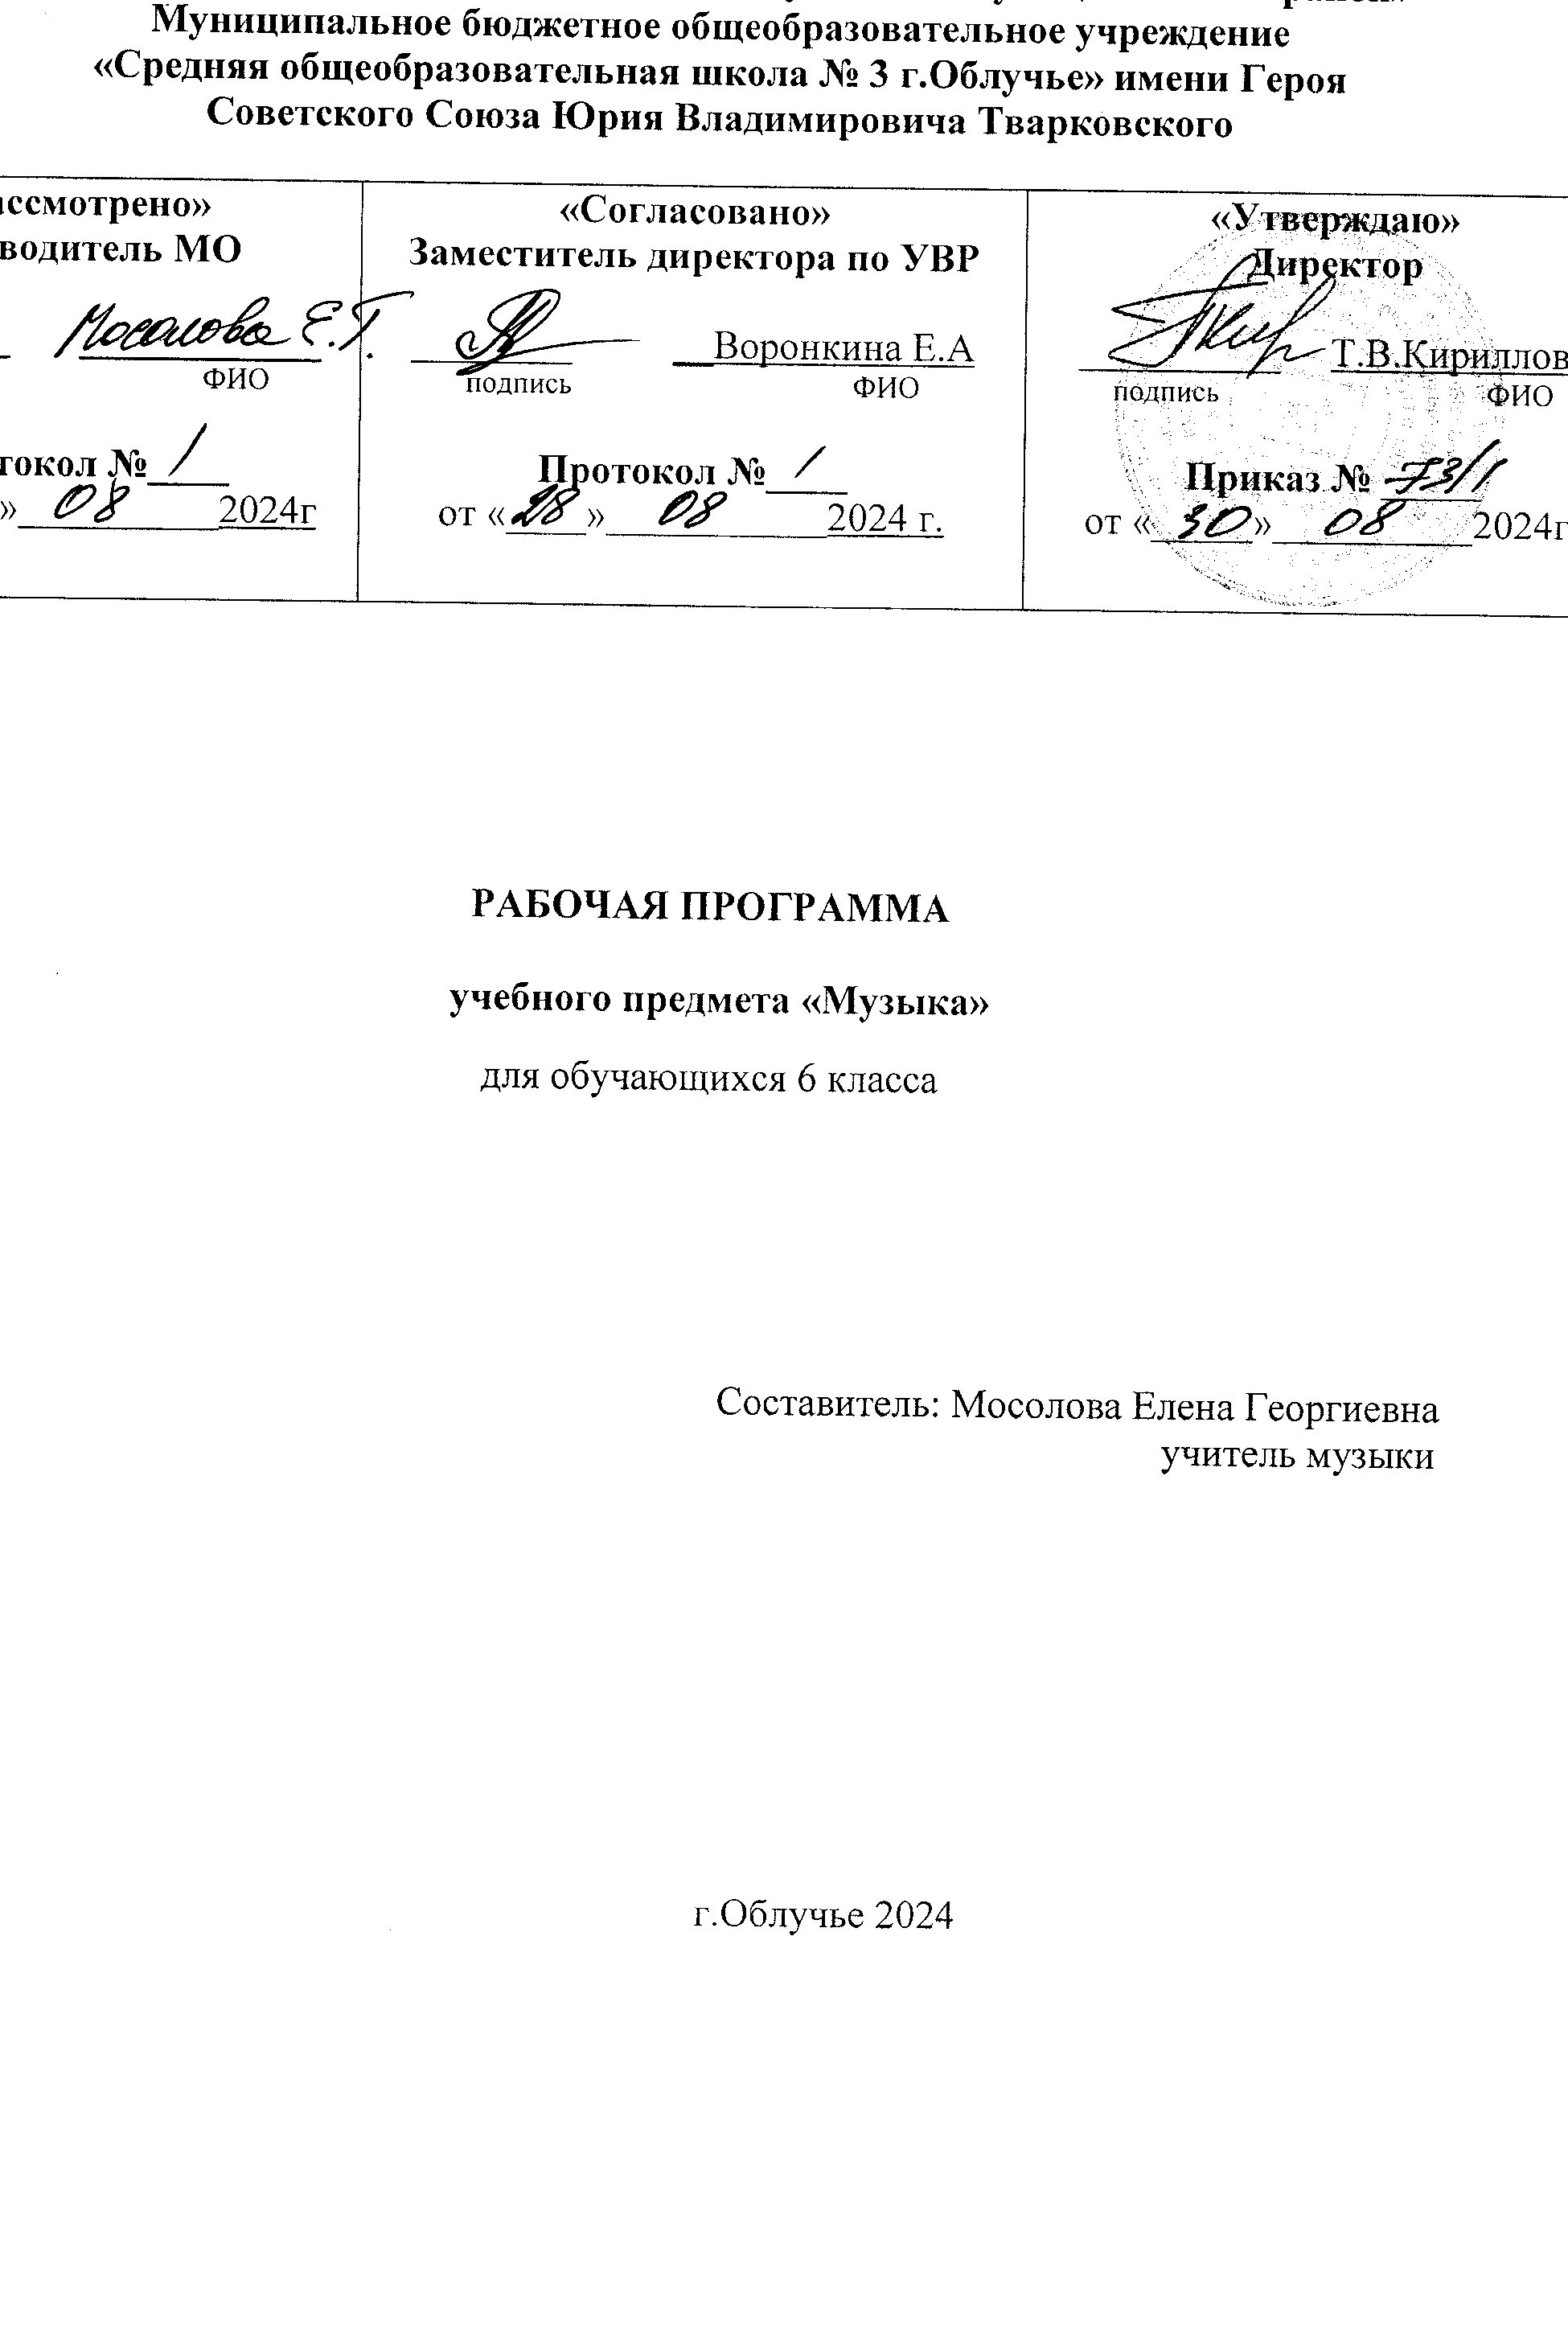 Муниципальное бюджетное общеобразовательное учреждение
«Средняя общеобразовательная школа № 3 г.Облучье» имени Героя
Советского Союза Юрия Владимировича Тварковского
ассмотрено»
водитель МО
Мосолова Е.Г.
ФИО
токол № 1
» 08 2024г
«Согласовано»
Заместитель директора по УВР
Воронкина Е.А
подпись ФИО
Протокол № 1
от «28» 08 2024 г.
«Утверждаю»
Директор
Т.В.Кириллов
подпись ФИО
Приказ № 73/1
от «30» 08 2024г
РАБОЧАЯ ПРОГРАММА
учебного предмета «Музыка»
для обучающихся 6 класса
Составитель: Мосолова Елена Георгиевна
учитель музыки
г.Облучье 2024